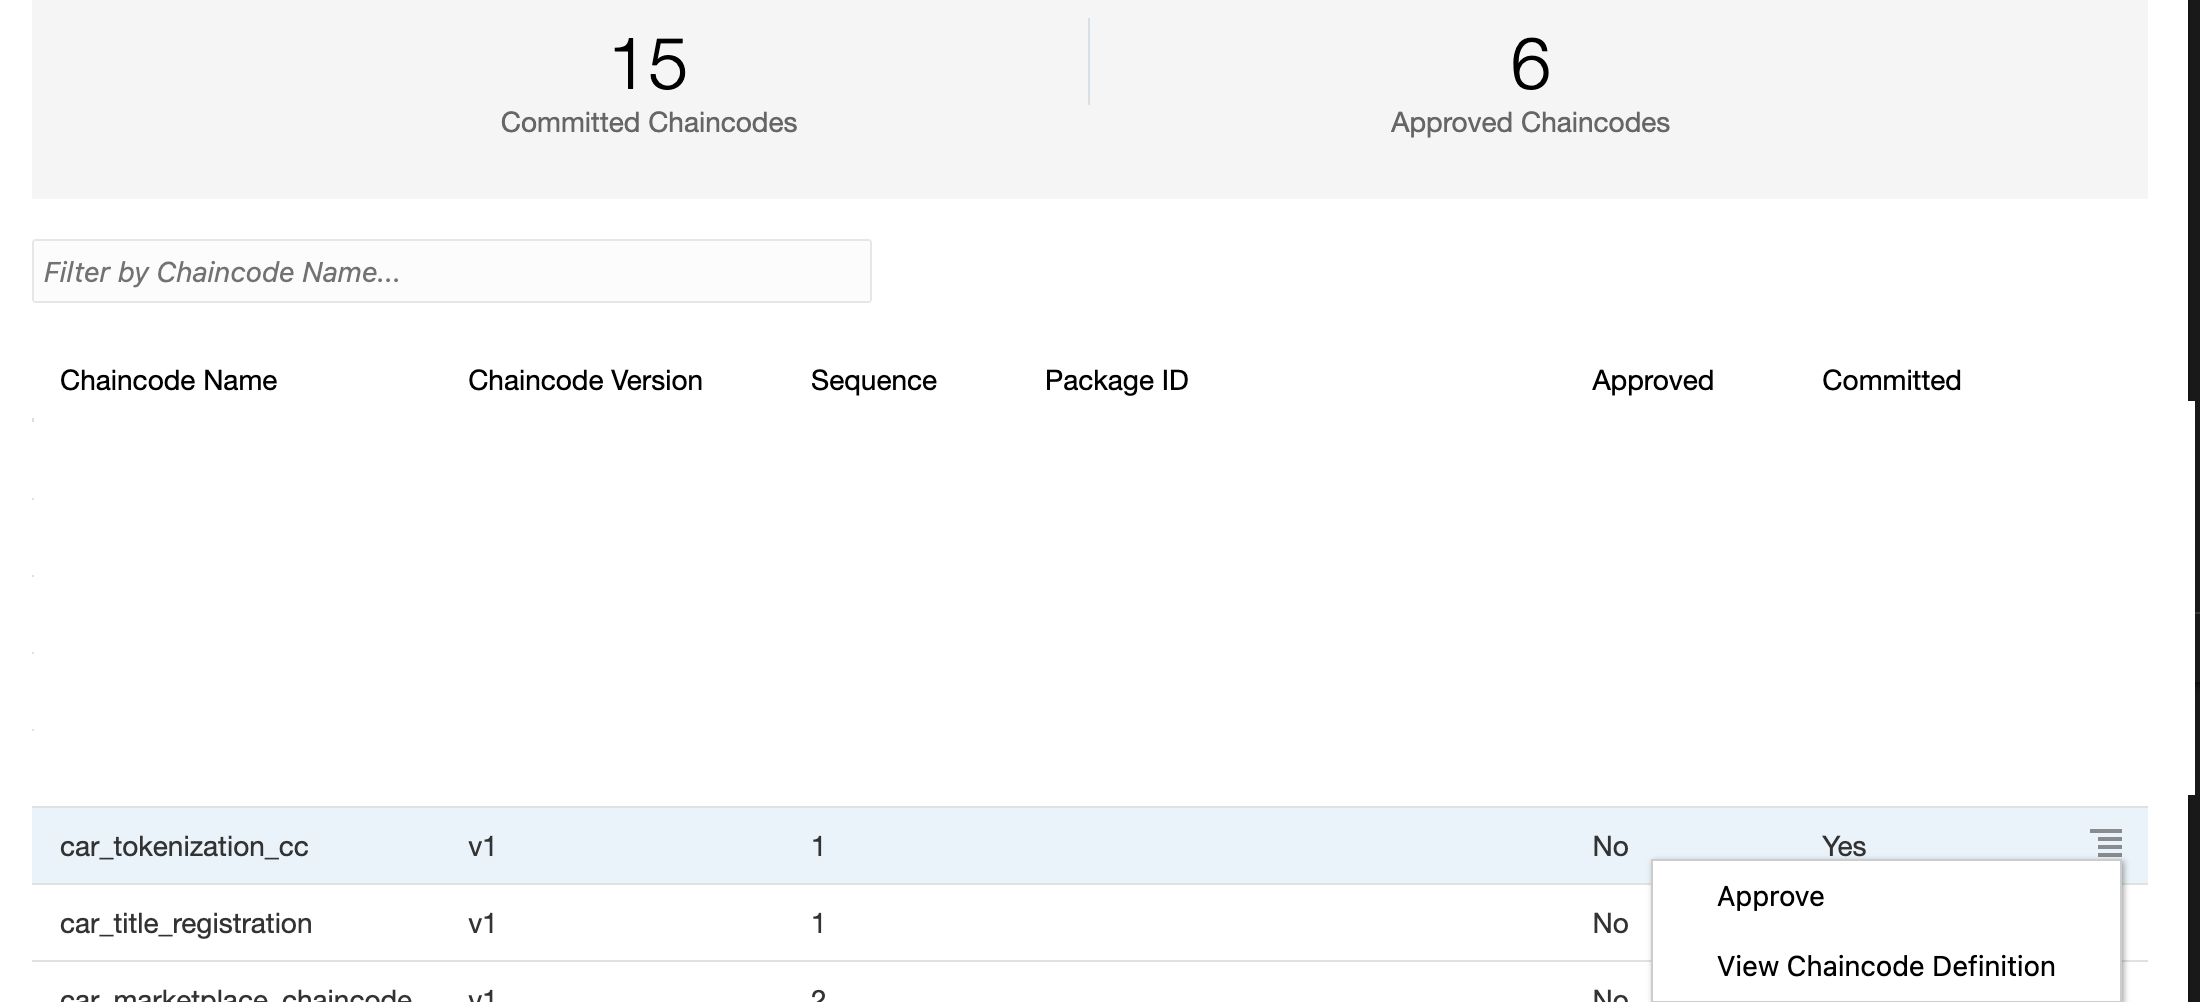 15 6
Committed Chaincodes Approved Chaincodes
Filter by Chaincode Name...
Chaincode Name Chaincode Version Sequence Package ID Approved Committed
car_tokenization_cc v1 1 No Yes
Approve
car_title_registration v1 1 No
View Chaincode Definition
car_marketplace_chaincode v1 2 No